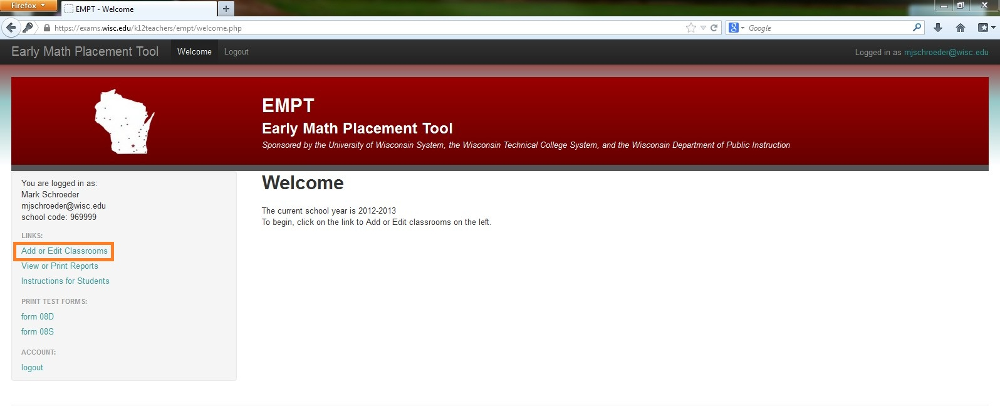 Firefox
EMPT - Welcome
https://exams.wisc.edu/k12teachers/empt/welcome.php
Google
Early Math Placement Tool
Welcome
Logout
Logged in as mjschroeder@wisc.edu
EMPT
Early Math Placement Tool
Sponsored by the University of Wisconsin System, the Wisconsin Technical College System, and the Wisconsin Department of Public Instruction
You are logged in as:
Mark Schroeder
mjschroeder@wisc.edu
school code: 969999
LINKS:
Add or Edit Classrooms
View or Print Reports
Instructions for Students
PRINT TEST FORMS:
form 08D
form 08S
ACCOUNT:
logout
Welcome
The current school year is 2012-2013
To begin, click on the link to Add or Edit classrooms on the left.